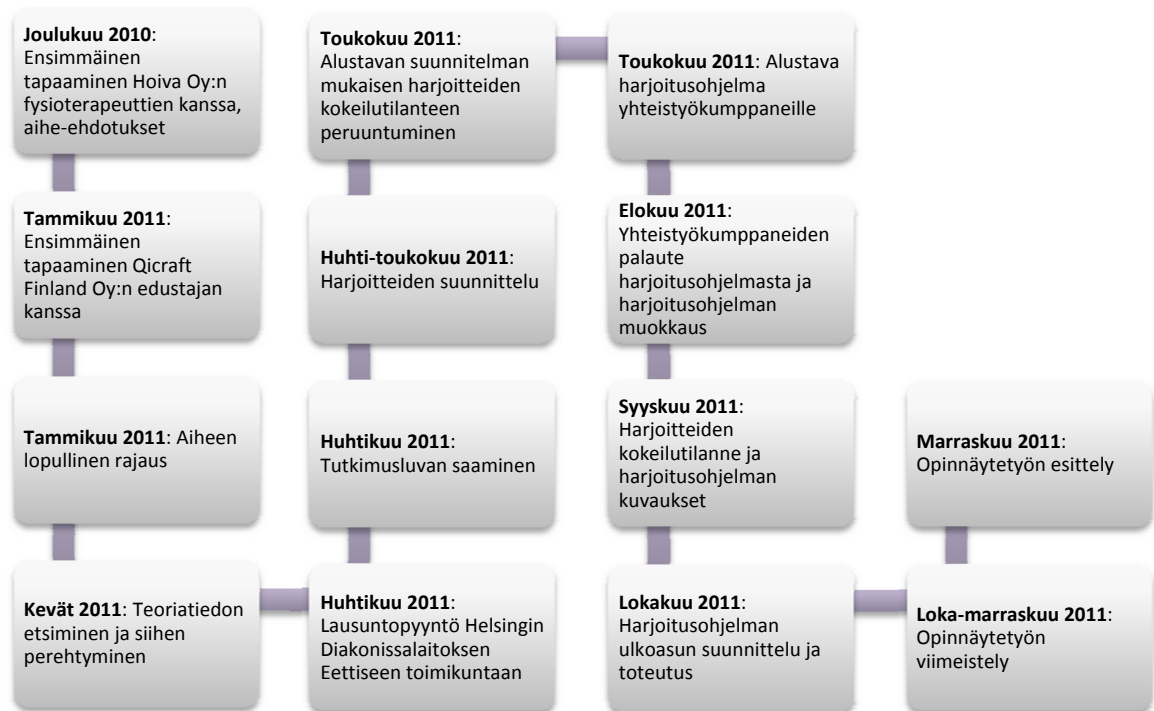 Joulukuu 2010:
Ensimmäinen
tapaaminen Hoiva Oy:n
fysioterapeuttien kanssa,
aihe-ehdotukset
Tammikuu 2011:
Ensimmäinen
tapaaminen Qicraft
Finland Oy:n edustajan
kanssa
Tammikuu 2011: Aiheen
lopullinen rajaus
Kevät 2011: Teoriatiedon
etsiminen ja siihen
perehtyminen
Huhtikuu 2011:
Lausuntopyyntö Helsingin
Diakonissalaitoksen
Eettiseen toimikuntaan
Huhtikuu 2011:
Tutkimusluvan saaminen
Huhti-toukokuu 2011:
Harjoitteiden suunnittelu
Toukokuu 2011:
Alustavan suunnitelman
mukaisen harjoitteiden
kokeilutilanteen
peruuntuminen
Toukokuu 2011: Alustava
harjoitusohjelma
yhteistyökumppaneille
Elokuu 2011:
Yhteistyökumppaneiden
palaute
harjoitusohjelmasta ja
harjoitusohjelman
muokkaus
Syyskuu 2011:
Harjoitteiden
kokeilutilanne ja
harjoitusohjelman
kuvaukset
Lokakuu 2011:
Harjoitusohjelman
ulkoasun suunnittelu ja
toteutus
Loka-marraskuu 2011:
Opinnäytetyön
viimeistely
Marraskuu 2011:
Opinnäytetyön esittely